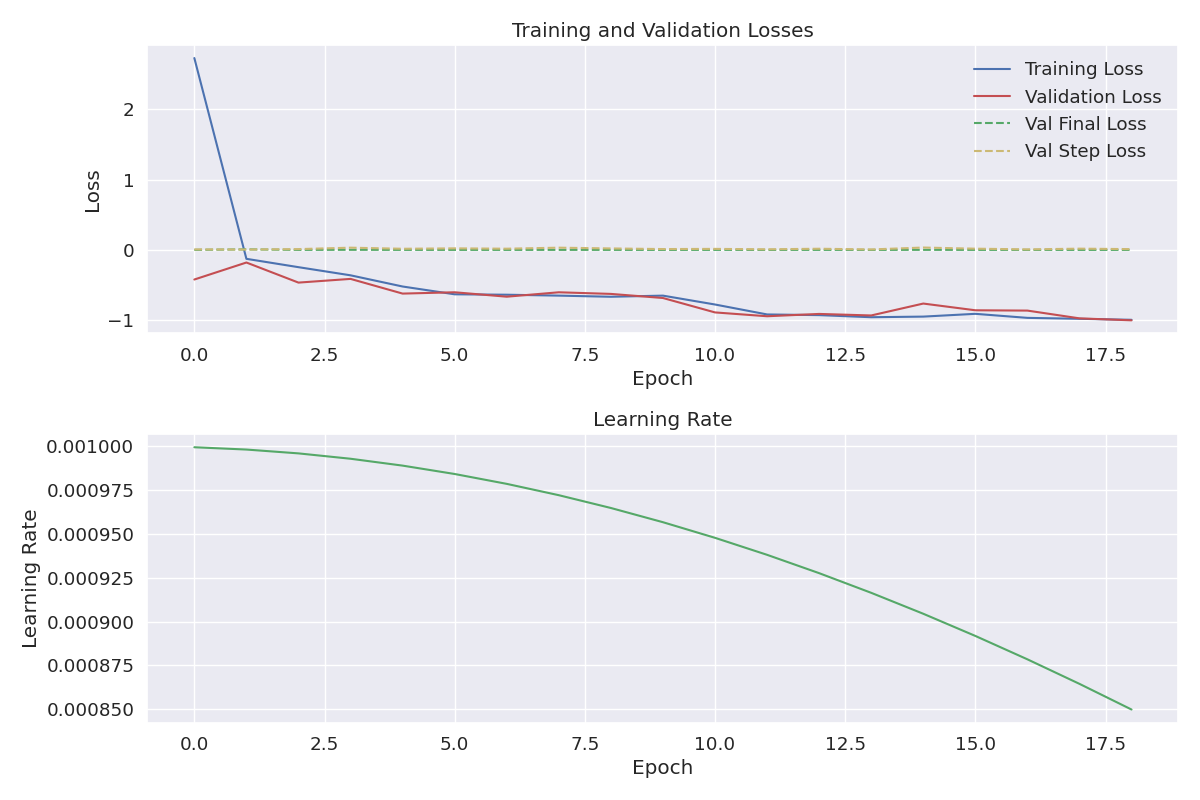 Training and Validation Losses
Loss
2
1
0
−1
Training Loss
Validation Loss
Val Final Loss
Val Step Loss
0.0 2.5 5.0 7.5 10.0 12.5 15.0 17.5
Epoch
Learning Rate
Learning Rate
0.001000
0.000975
0.000950
0.000925
0.000900
0.000875
0.000850
0.0 2.5 5.0 7.5 10.0 12.5 15.0 17.5
Epoch